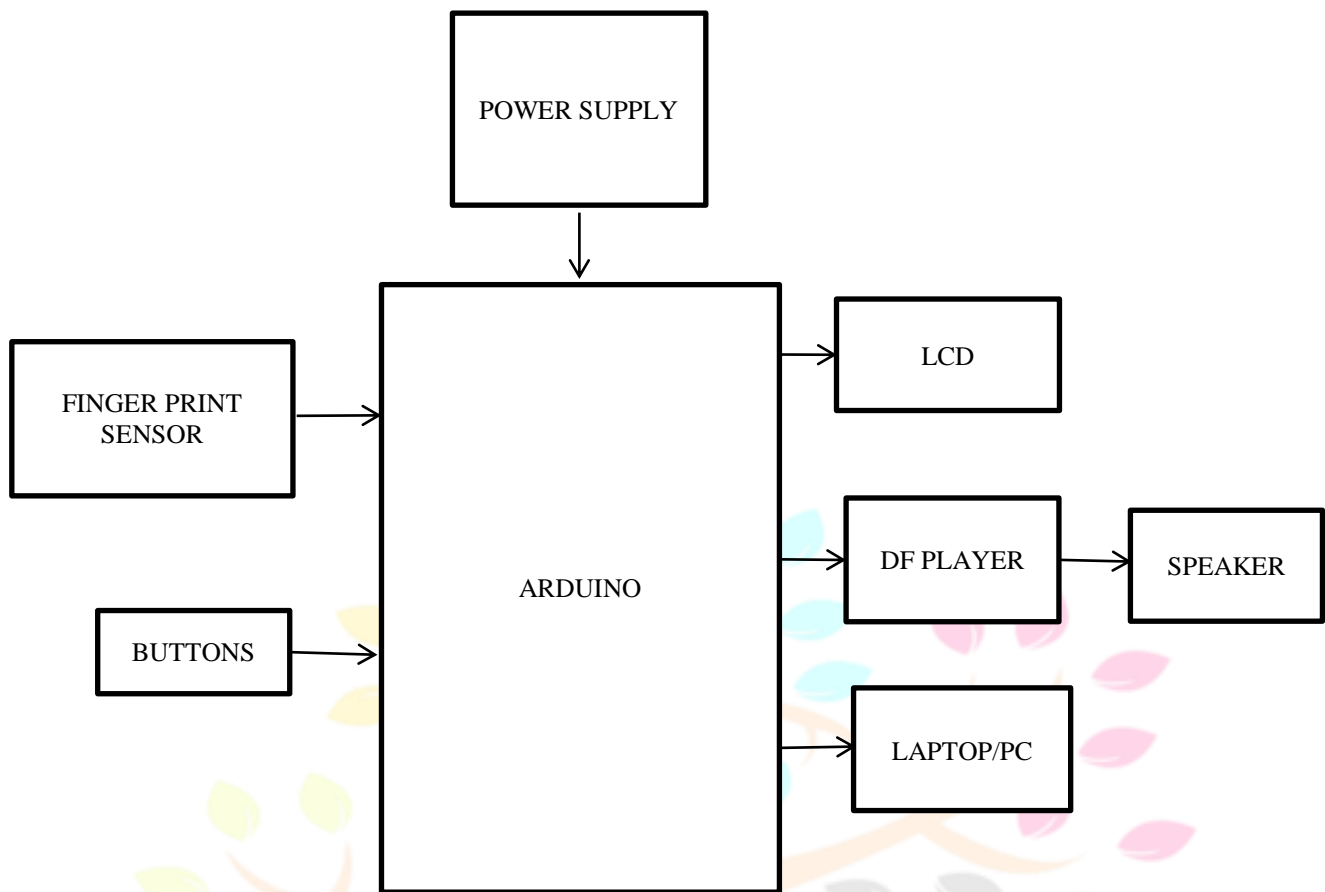 POWER SUPPLY
LCD
FINGER PRINT
SENSOR
DF PLAYER
SPEAKER
ARDUINO
BUTTONS
LAPTOP/PC